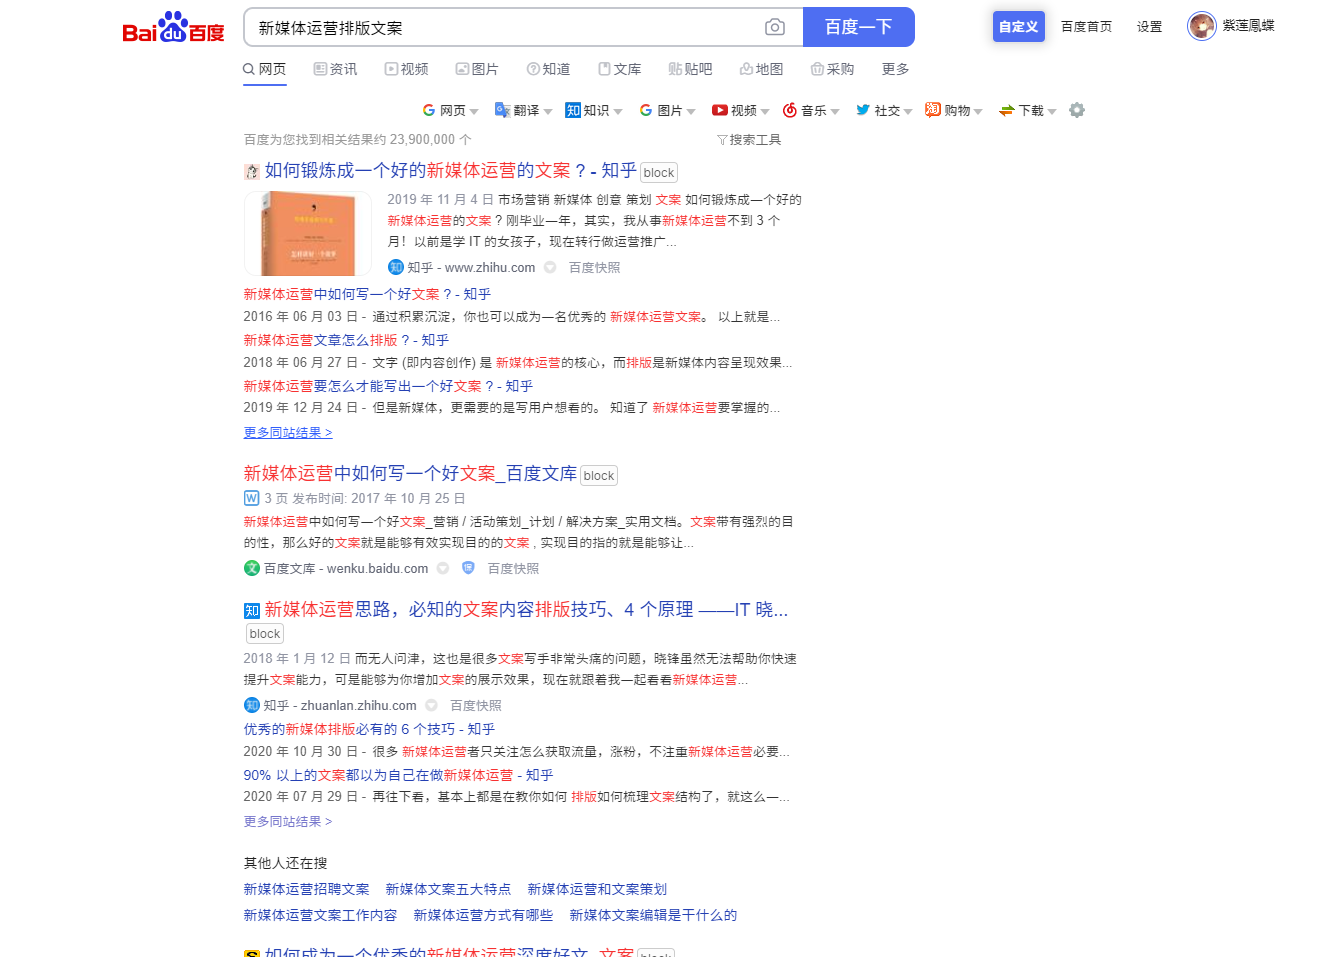 Bai du 百度 新媒体运营排版文案 百度一下 自定义 百度首页 设置 紫莲鳳蝶
网页 资讯 视频 图片 知道 文库 贴吧 地图 采购 更多
网页 翻译 知识 图片 视频 音乐 社交 购物 下载
百度为您找到相关结果约 23,900,000 个 搜索工具
如何锻炼成一个好的新媒体运营的文案 ? - 知乎 block
2019 年 11 月 4 日 市场营销 新媒体 创意 策划 文案 如何锻炼成一个好的
新媒体运营的文案 ? 刚毕业一年，其实，我从事新媒体运营不到 3 个
月！以前是学 IT 的女孩子，现在转行做运营推广...
知乎 - www.zhihu.com 百度快照
新媒体运营中如何写一个好文案 ? - 知乎
2016 年 06 月 03 日 - 通过积累沉淀，你也可以成为一名优秀的 新媒体运营文案。 以上就是...
新媒体运营文章怎么排版 ? - 知乎
2018 年 06 月 27 日 - 文字 (即内容创作) 是 新媒体运营的核心，而排版是新媒体内容呈现效果...
新媒体运营要怎么才能写出一个好文案 ? - 知乎
2019 年 12 月 24 日 - 但是新媒体，更需要的是写用户想看的。 知道了 新媒体运营要掌握的...
更多同站结果 >
新媒体运营中如何写一个好文案_百度文库 block
W 3 页 发布时间: 2017 年 10 月 25 日
新媒体运营中如何写一个好文案_营销 / 活动策划_计划 / 解决方案_实用文档。文案带有强烈的目
的性，那么好的文案就是能够有效实现目的的文案 , 实现目的指的就是能够让...
百度文库 - wenku.baidu.com 百度快照
知 新媒体运营思路，必知的文案内容排版技巧、4 个原理 ——IT 晓...
block
2018 年 1 月 12 日 而无人问津，这也是很多文案写手非常头痛的问题，晓锋虽然无法帮助你快速
提升文案能力，可是能够为你增加文案的展示效果，现在就跟着我一起看看新媒体运营...
知乎 - zhuanlan.zhihu.com 百度快照
优秀的新媒体排版必有的 6 个技巧 - 知乎
2020 年 10 月 30 日 - 很多 新媒体运营者只关注怎么获取流量，涨粉，不注重新媒体运营必要...
90% 以上的文案都以为自己在做新媒体运营 - 知乎
2020 年 07 月 29 日 - 再往下看，基本上都是在教你如何 排版如何梳理文案结构了，就这么一...
更多同站结果 >
其他人还在搜
新媒体运营招聘文案 新媒体文案五大特点 新媒体运营和文案策划
新媒体运营文案工作内容 新媒体运营方式有哪些 新媒体文案编辑是干什么的
如何成为一个优秀的新媒体运营深度好文_文案 block